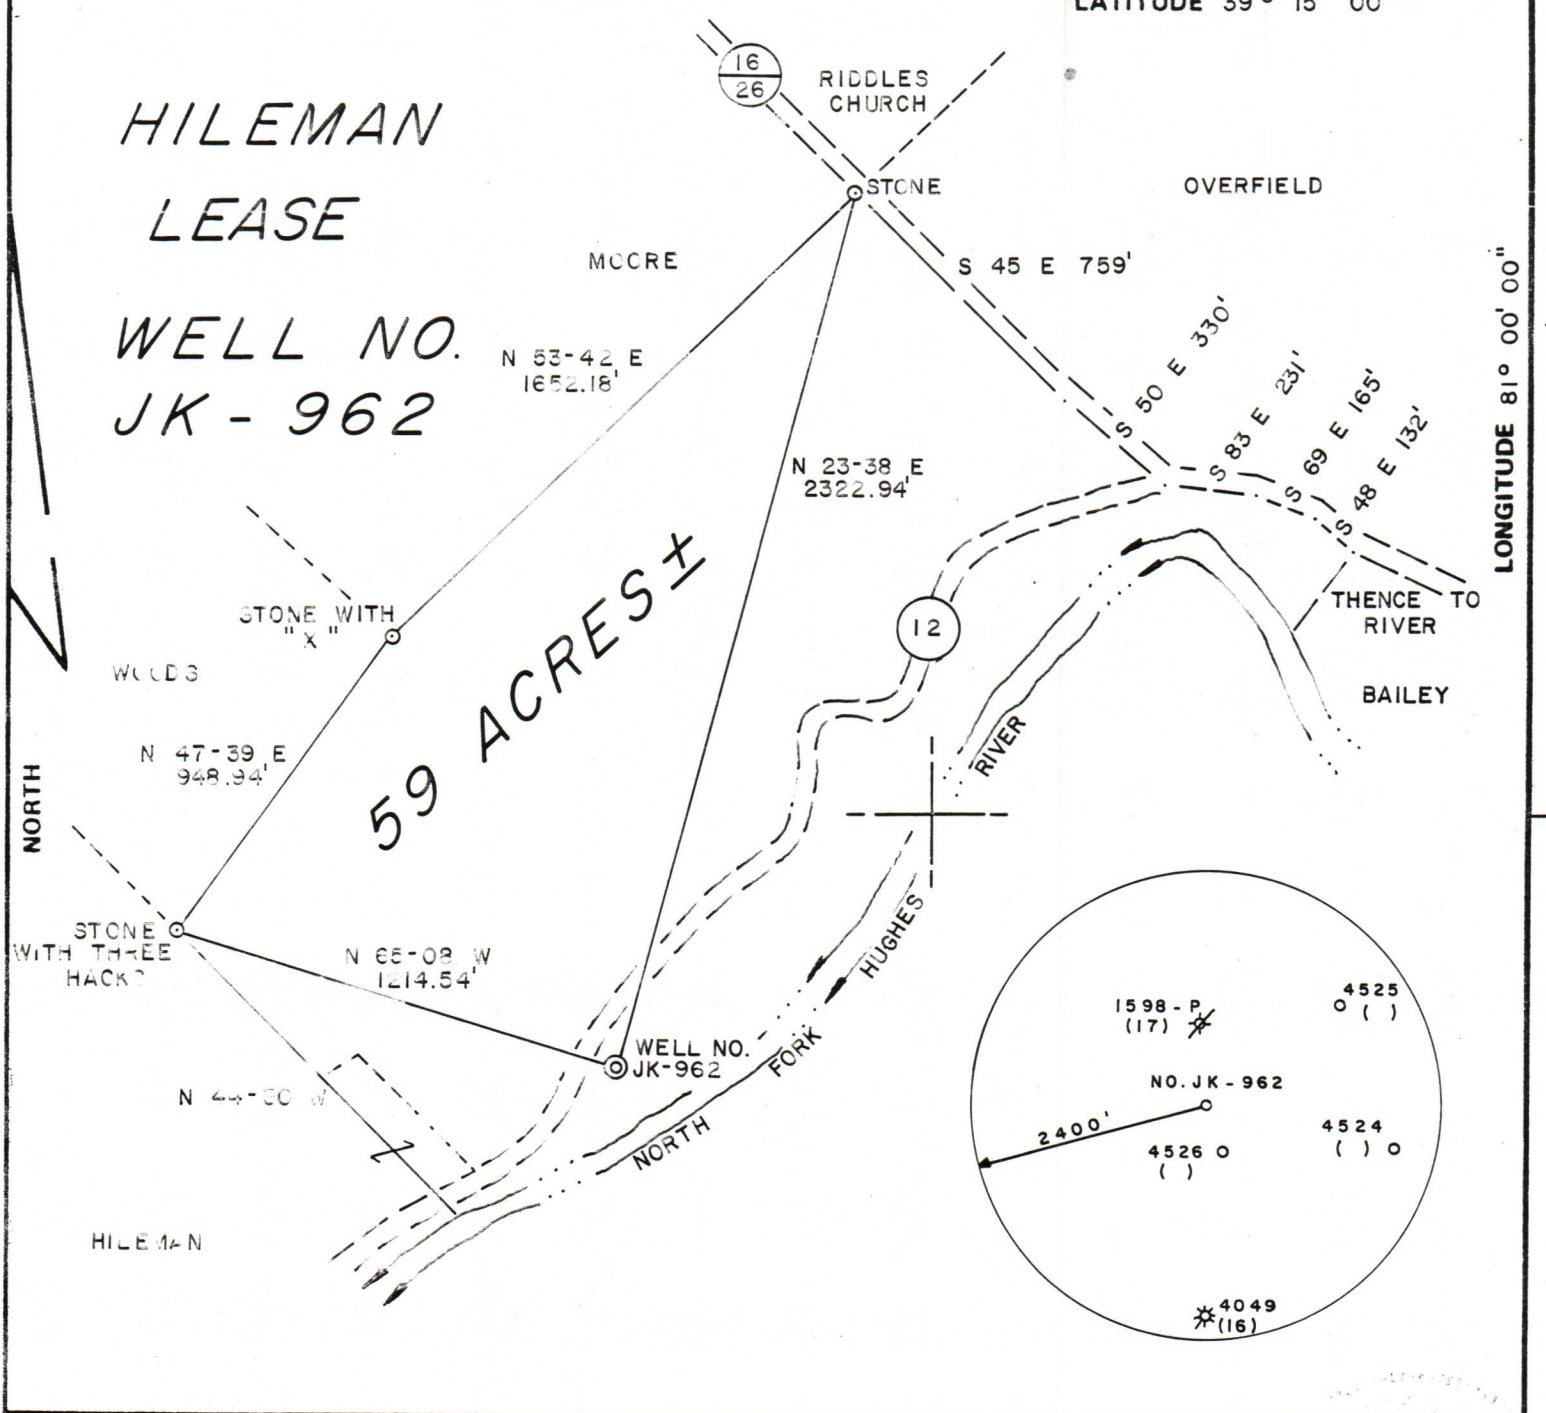 LATITUDE 39° 15' 00"
16
26
RIDDLES
CHURCH
HILEMAN
LEASE
WELL NO.
JK - 962
STONE
OVERFIELD
MOORE
S 45 E 759'
N 53-42 E
1652.18'
S 50 E 330'
S 83 E 231'
S 69 E 165'
S 48 E 132'
LONGITUDE 81° 00' 00"
N 23-38 E
2322.94'
59 ACRES ±
STONE WITH
"X"
12
THENCE TO
RIVER
WOODS
BAILEY
N 47-39 E
948.94'
NORTH
RIVER
STONE
WITH THREE
HACKS
N 65-08 W
1214.54'
HUGHES
WELL NO.
JK-962
FORK
NORTH
N 44-
W
HILEMAN
1598-P
(17)
4525
( )
NO. JK - 962
2400'
4526
( )
4524
( )
4049
(16)